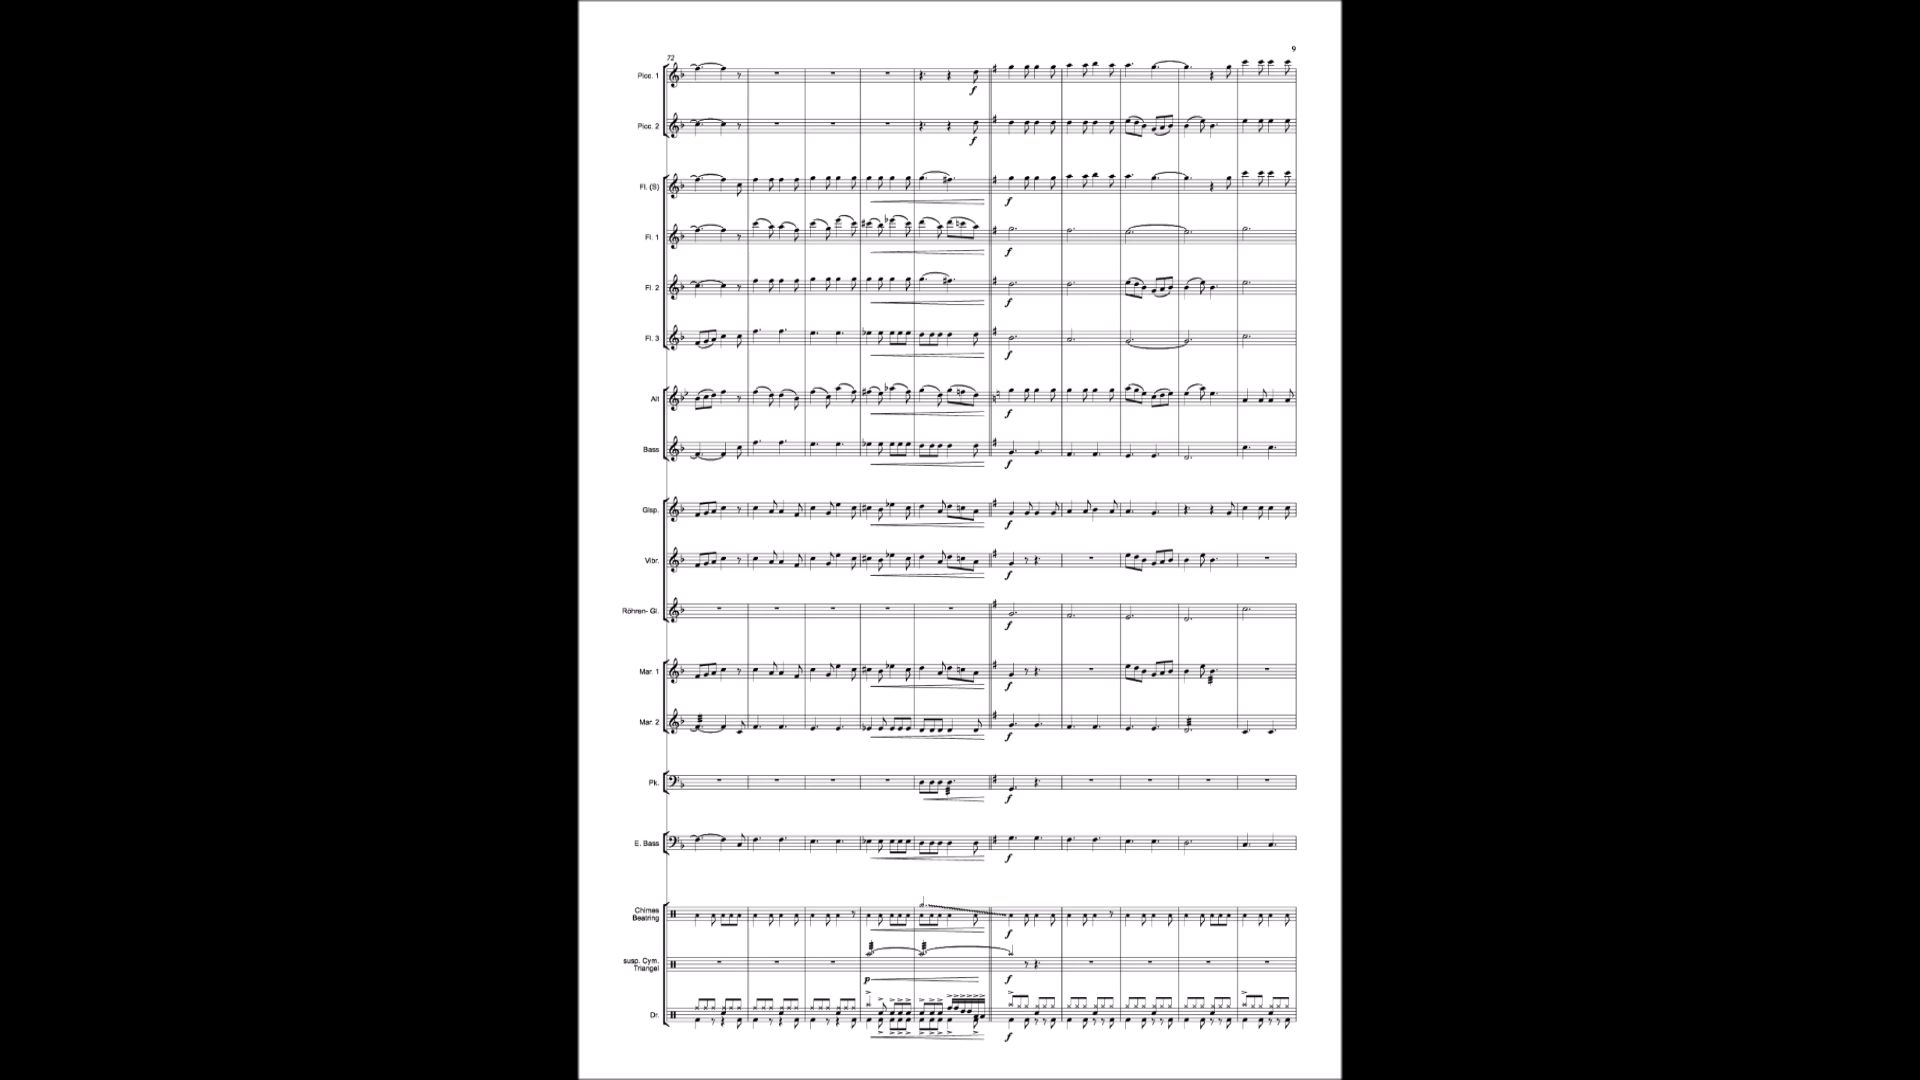 9
72
Picc. 1
f
Picc. 2
f
Fl. (S)
f
Fl. 1
f
Fl. 2
f
Fl. 3
f
Alt
f
Bass
f
Glsp.
f
Vibr.
f
Röhren- Gl.
f
Mar. 1
f
Mar. 2
f
Pk.
f
E. Bass
f
Chimes
Beatring
f
susp. Cym.
Triangel
p f
Dr.
f